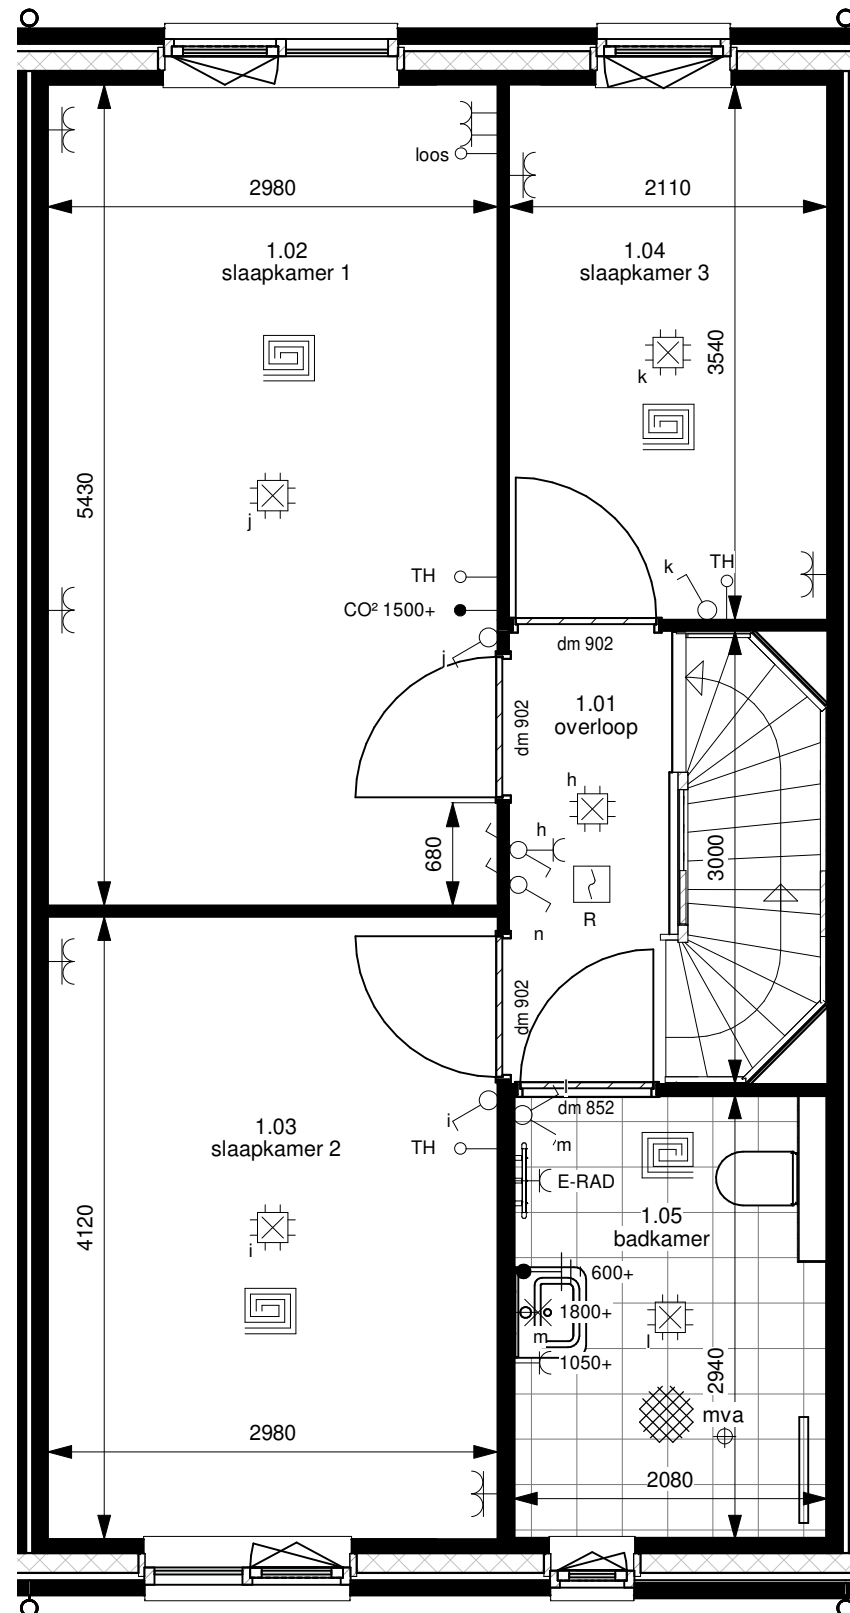 loos
2980
2110
1.02
slaapkamer 1
1.04
slaapkamer 3
3540
k
5430
j
TH
k
TH
CO² 1500+
j
dm 902
1.01
overloop
dm 902
h
h
680
3000
R
n
dm 902
dm 852
i
m
1.03
slaapkamer 2
TH
E-RAD
1.05
badkamer
4120
i
600+
1800+
m
l
1050+
2940
mva
2980
2080